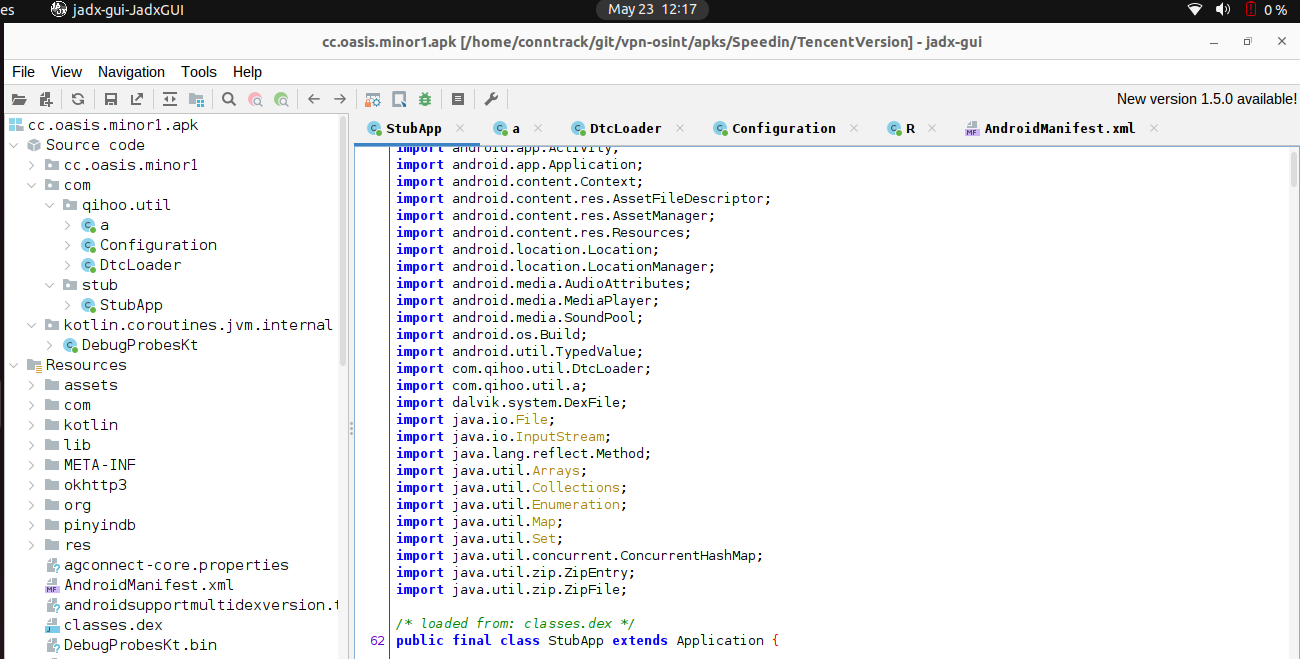 es jadx-gui-JadxGUI May 23 12:17 0 %
cc.oasis.minor1.apk [/home/conntrack/git/vpn-osint/apks/Speedin/TencentVersion] - jadx-gui
File View Navigation Tools Help
New version 1.5.0 available!
cc.oasis.minor1.apk
Source code
cc.oasis.minor1
com
qihoo.util
a
Configuration
DtcLoader
stub
StubApp
kotlin.coroutines.jvm.internal
DebugProbesKt
Resources
assets
com
kotlin
lib
META-INF
okhttp3
org
pinyindb
res
agconnect-core.properties
AndroidManifest.xml
androidsupportmultidexversion.t
classes.dex
DebugProbesKt.bin
StubApp a DtcLoader Configuration R AndroidManifest.xml
import android.app.Activity;
import android.app.Application;
import android.content.Context;
import android.content.res.AssetFileDescriptor;
import android.content.res.AssetManager;
import android.content.res.Resources;
import android.location.Location;
import android.location.LocationManager;
import android.media.AudioAttributes;
import android.media.MediaPlayer;
import android.media.SoundPool;
import android.os.Build;
import android.util.TypedValue;
import com.qihoo.util.DtcLoader;
import com.qihoo.util.a;
import dalvik.system.DexFile;
import java.io.File;
import java.io.InputStream;
import java.lang.reflect.Method;
import java.util.Arrays;
import java.util.Collections;
import java.util.Enumeration;
import java.util.Map;
import java.util.Set;
import java.util.concurrent.ConcurrentHashMap;
import java.util.zip.ZipEntry;
import java.util.zip.ZipFile;
/* loaded from: classes.dex */
62 public final class StubApp extends Application {